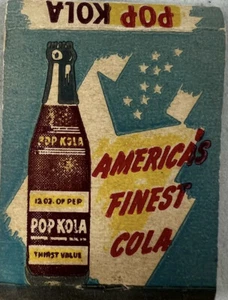 POP KOLA
AMERICA'S
FINEST
COLA
POP KOLA
12 OZ. OF PEP
POP KOLA
THIRST VALUE